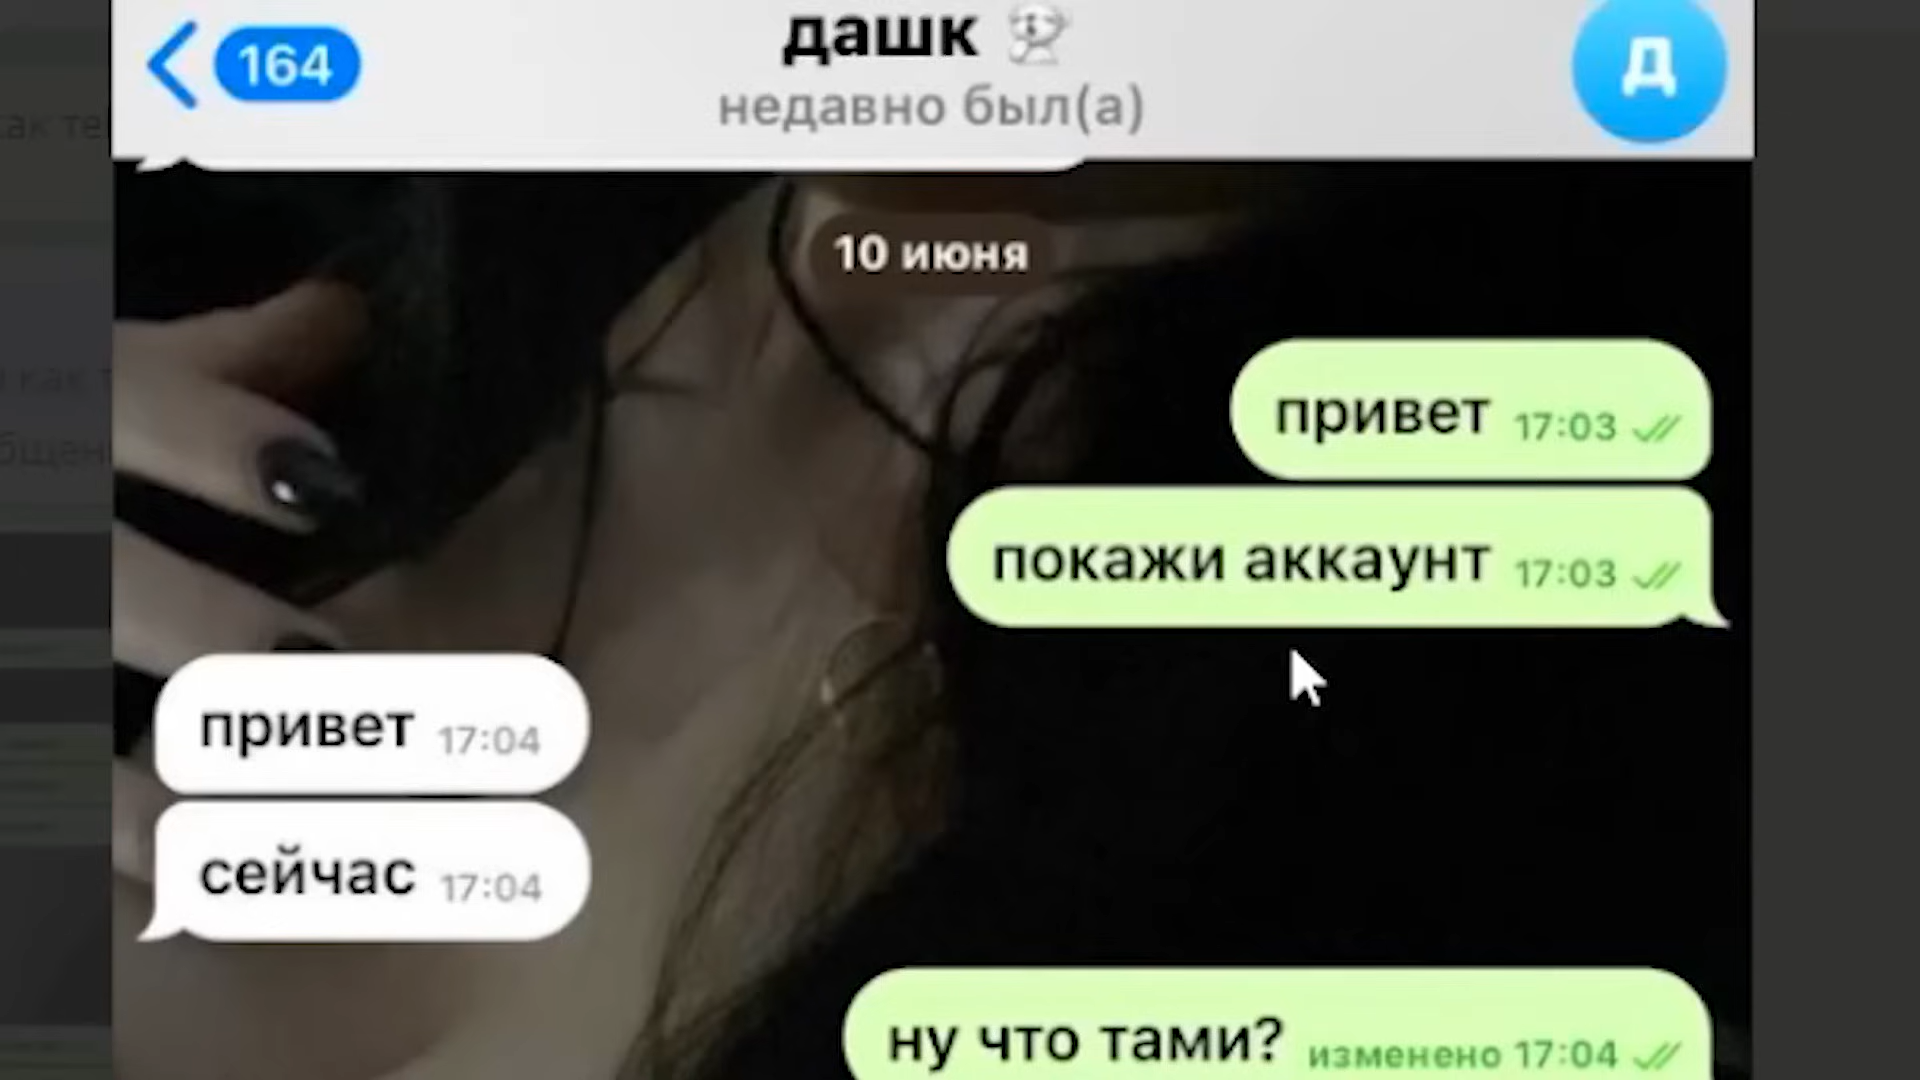 164
дашк
Д
недавно был(а)
10 июня
привет 17:03
покажи аккаунт 17:03
привет 17:04
сейчас 17:04
ну что тами? изменено 17:04